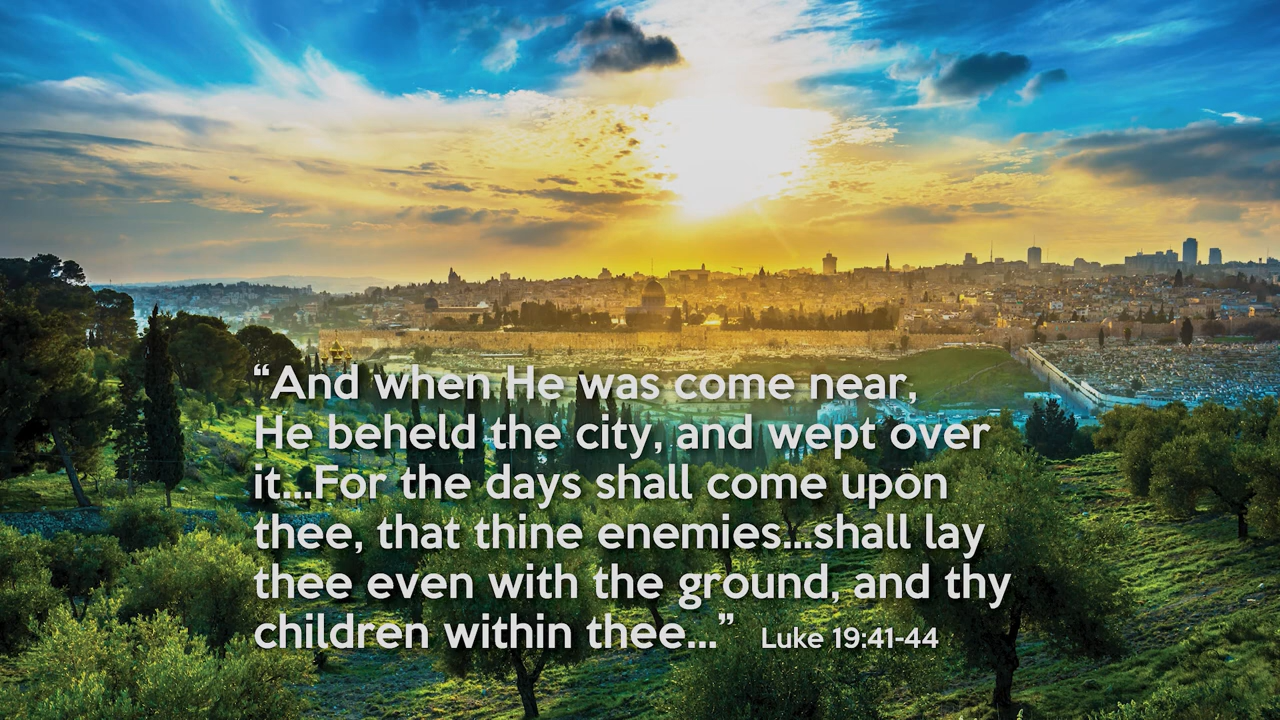 “And when He was come near,
He beheld the city, and wept over
it...For the days shall come upon
thee, that thine enemies...shall lay
thee even with the ground, and thy
children within thee...” Luke 19:41-44